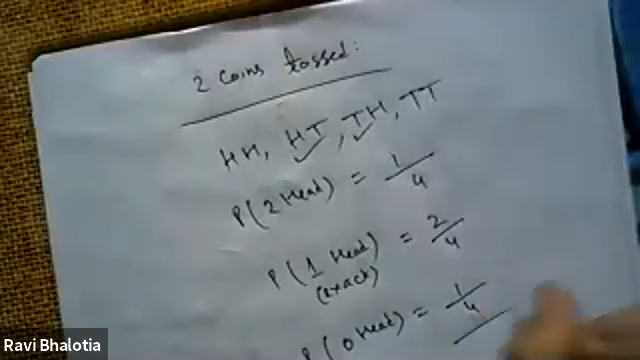 2 Coins tossed:
HH, HT, TH, TT
P(2 Head) = 1/4
P(1 Head) = 2/4
(exact)
P(0 Head) = 1/4
Ravi Bhalotia